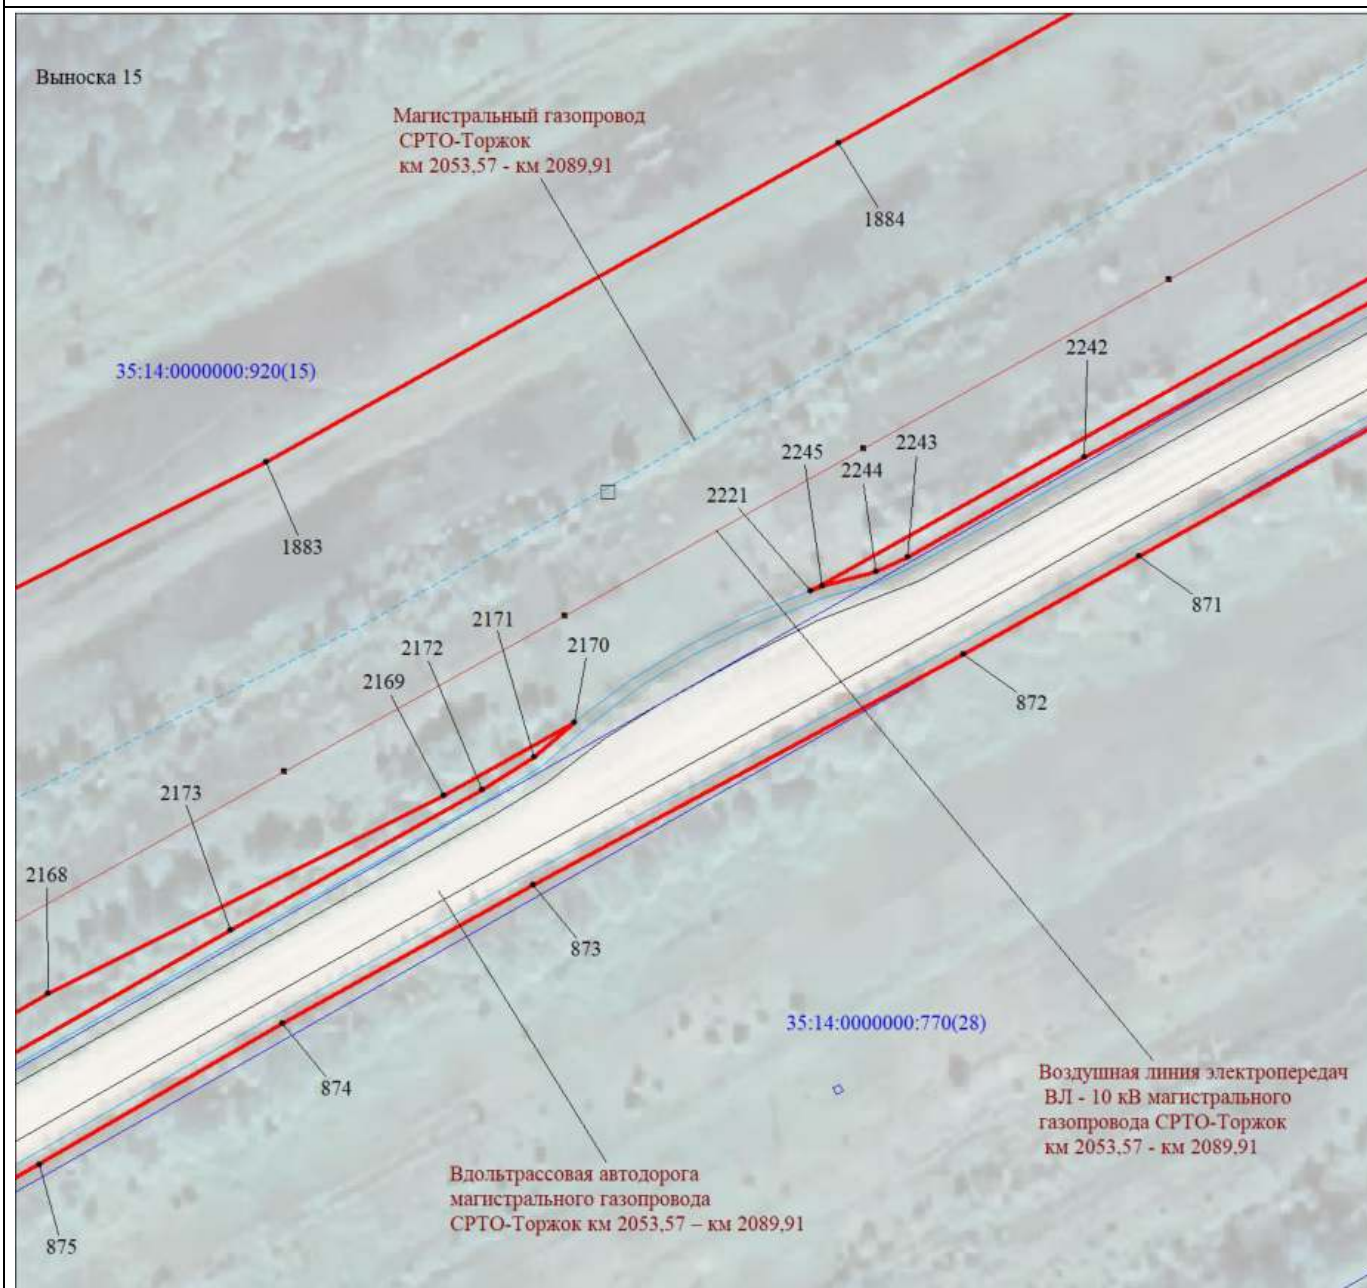 Выноска 15
Магистральный газопровод
СРТО-Торжок
км 2053,57 - км 2089,91
1884
35:14:0000000:920(15)
2242
2243
2245
2244
2221
1883
871
2171
2170
2172
2169
872
2173
2168
873
35:14:0000000:770(28)
874
Воздушная линия электропередач
ВЛ - 10 кВ магистрального
газопровода СРТО-Торжок
км 2053,57 - км 2089,91
Вдольтрассовая автодорога
магистрального газопровода
СРТО-Торжок км 2053,57 – км 2089,91
875